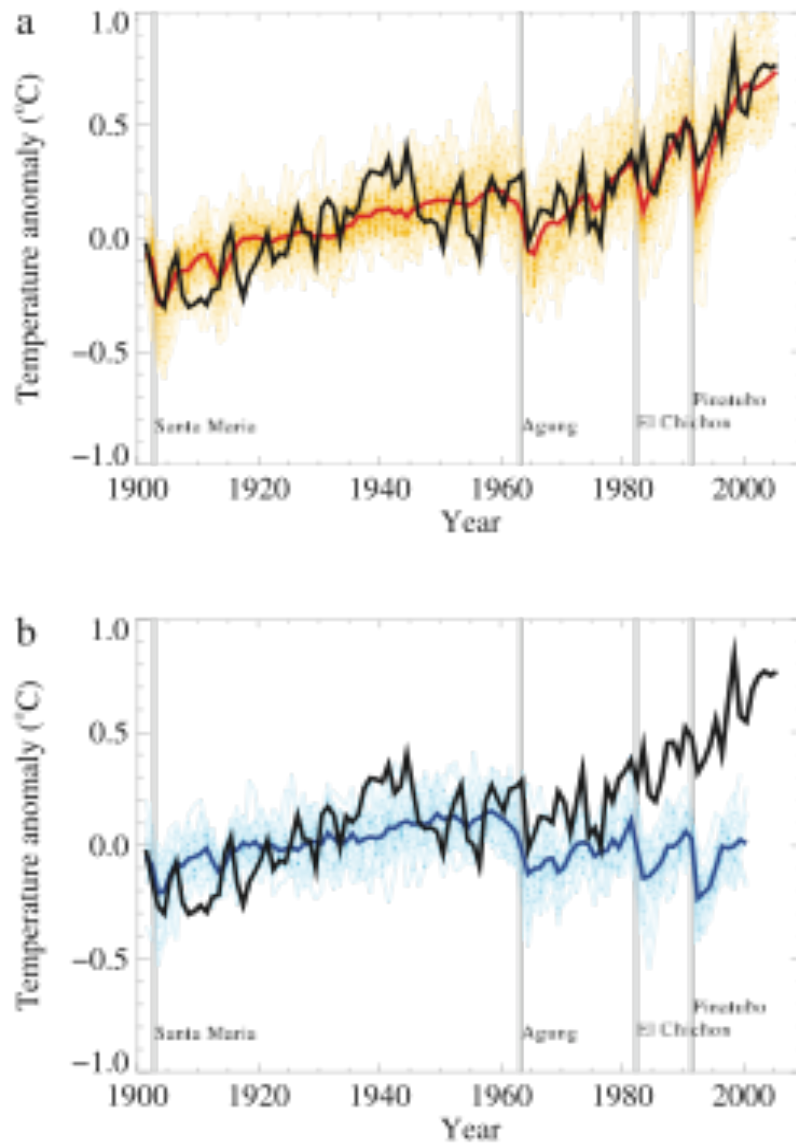 a
Temperature anomaly (°C)
1.0
0.5
0.0
−0.5
−1.0
Santa Maria
Agung
El Chichon
Pinatubo
1900 1920 1940 1960 1980 2000
Year
b
Temperature anomaly (°C)
1.0
0.5
0.0
−0.5
−1.0
Santa Maria
Agung
El Chichon
Pinatubo
1900 1920 1940 1960 1980 2000
Year